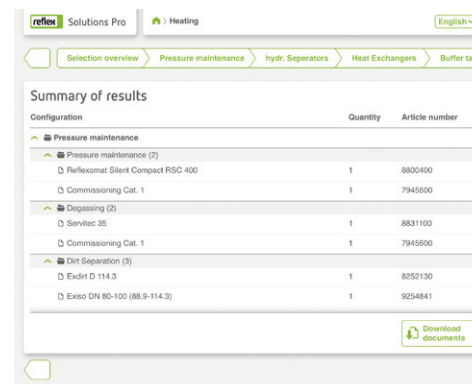 reflex Solutions Pro Heating English
Selection overview Pressure maintenance hydr. Seperators Heat Exchangers Buffer ta
Summary of results
Configuration Quantity Article number
Pressure maintenance
Pressure maintenance (2)
Reflexomat Silent Compact RSC 400 1 8800400
Commissioning Cat. 1 1 7945600
Degassing (2)
Servitec 35 1 8831100
Commissioning Cat. 1 1 7945600
Dirt Separation (3)
Exdirt D 114.3 1 8252130
Exiso DN 80-100 (88.9-114.3) 1 9254841
Download
documents